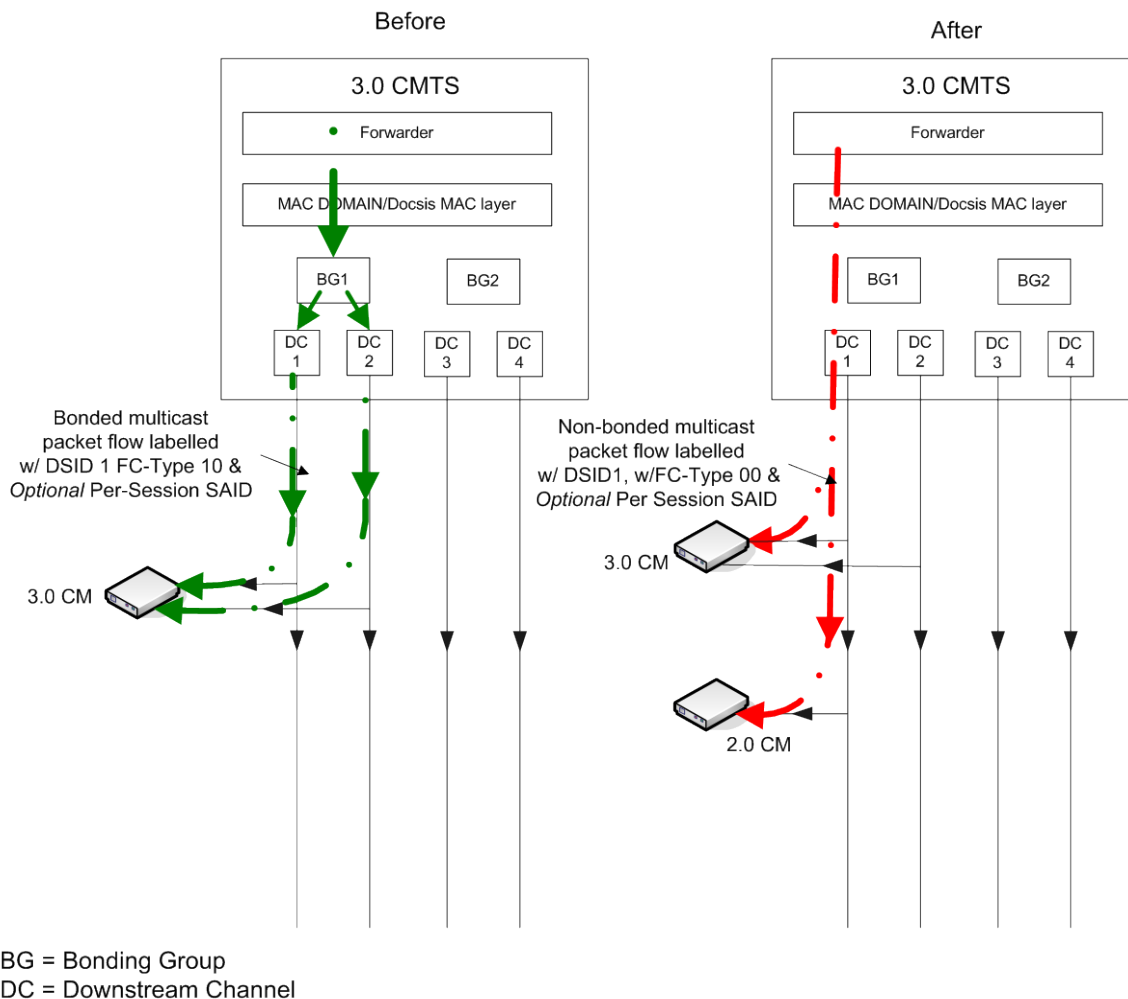 Before
3.0 CMTS
Forwarder
MAC DOMAIN/Docsis MAC layer
BG1
BG2
DC
1
DC
2
DC
3
DC
4
Bonded multicast
packet flow labelled
w/ DSID 1 FC-Type 10 &
Optional Per-Session SAID
3.0 CM
After
3.0 CMTS
Forwarder
MAC DOMAIN/Docsis MAC layer
BG1
BG2
DC
1
DC
2
DC
3
DC
4
Non-bonded multicast
packet flow labelled
w/ DSID1, w/FC-Type 00 &
Optional Per Session SAID
3.0 CM
2.0 CM
BG = Bonding Group
DC = Downstream Channel